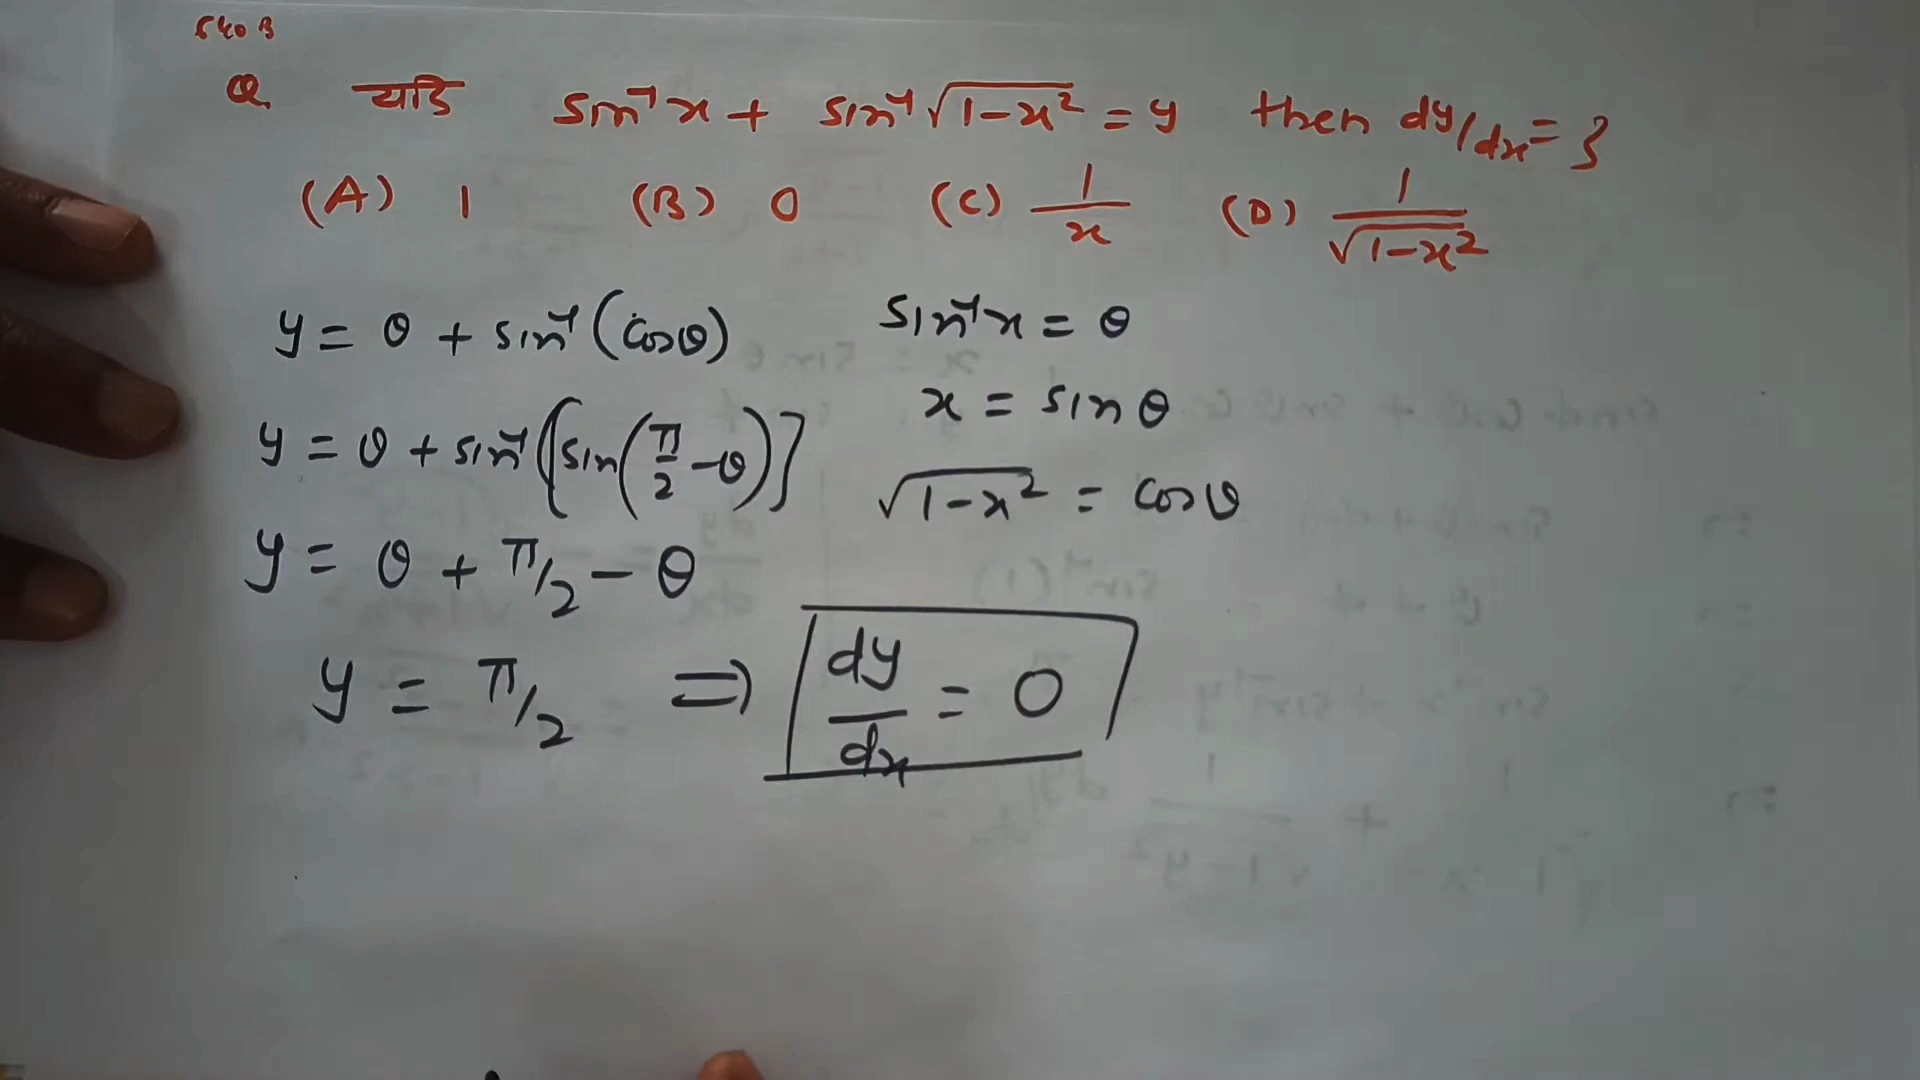 Q. यदि sin⁻¹x + sin⁻¹√(1-x²) = y then dy/dx = ?
(A) 1 (B) 0 (C) 1/x (D) 1/√(1-x²)
y = θ + sin⁻¹(cosθ)
sin⁻¹x = θ
x = sinθ
y = θ + sin⁻¹[sin(π/2-θ)]
√(1-x²) = cosθ
y = θ + π/2 - θ
y = π/2 ⇒ dy/dx = 0